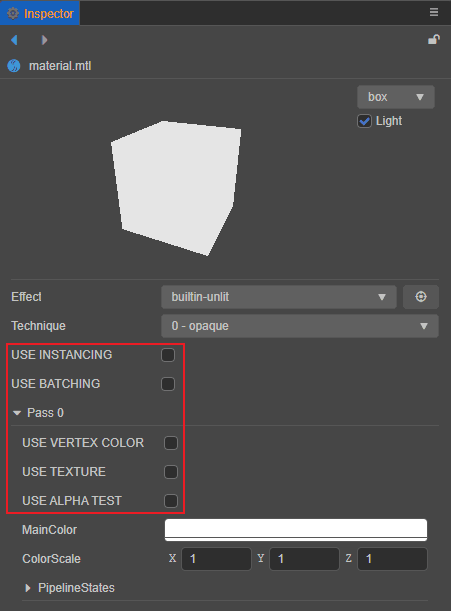 Inspector
material.mtl
box
Light
Effect builtin-unlit
Technique 0 - opaque
USE INSTANCING
USE BATCHING
Pass 0
USE VERTEX COLOR
USE TEXTURE
USE ALPHA TEST
MainColor
ColorScale X 1 Y 1 Z 1
PipelineStates